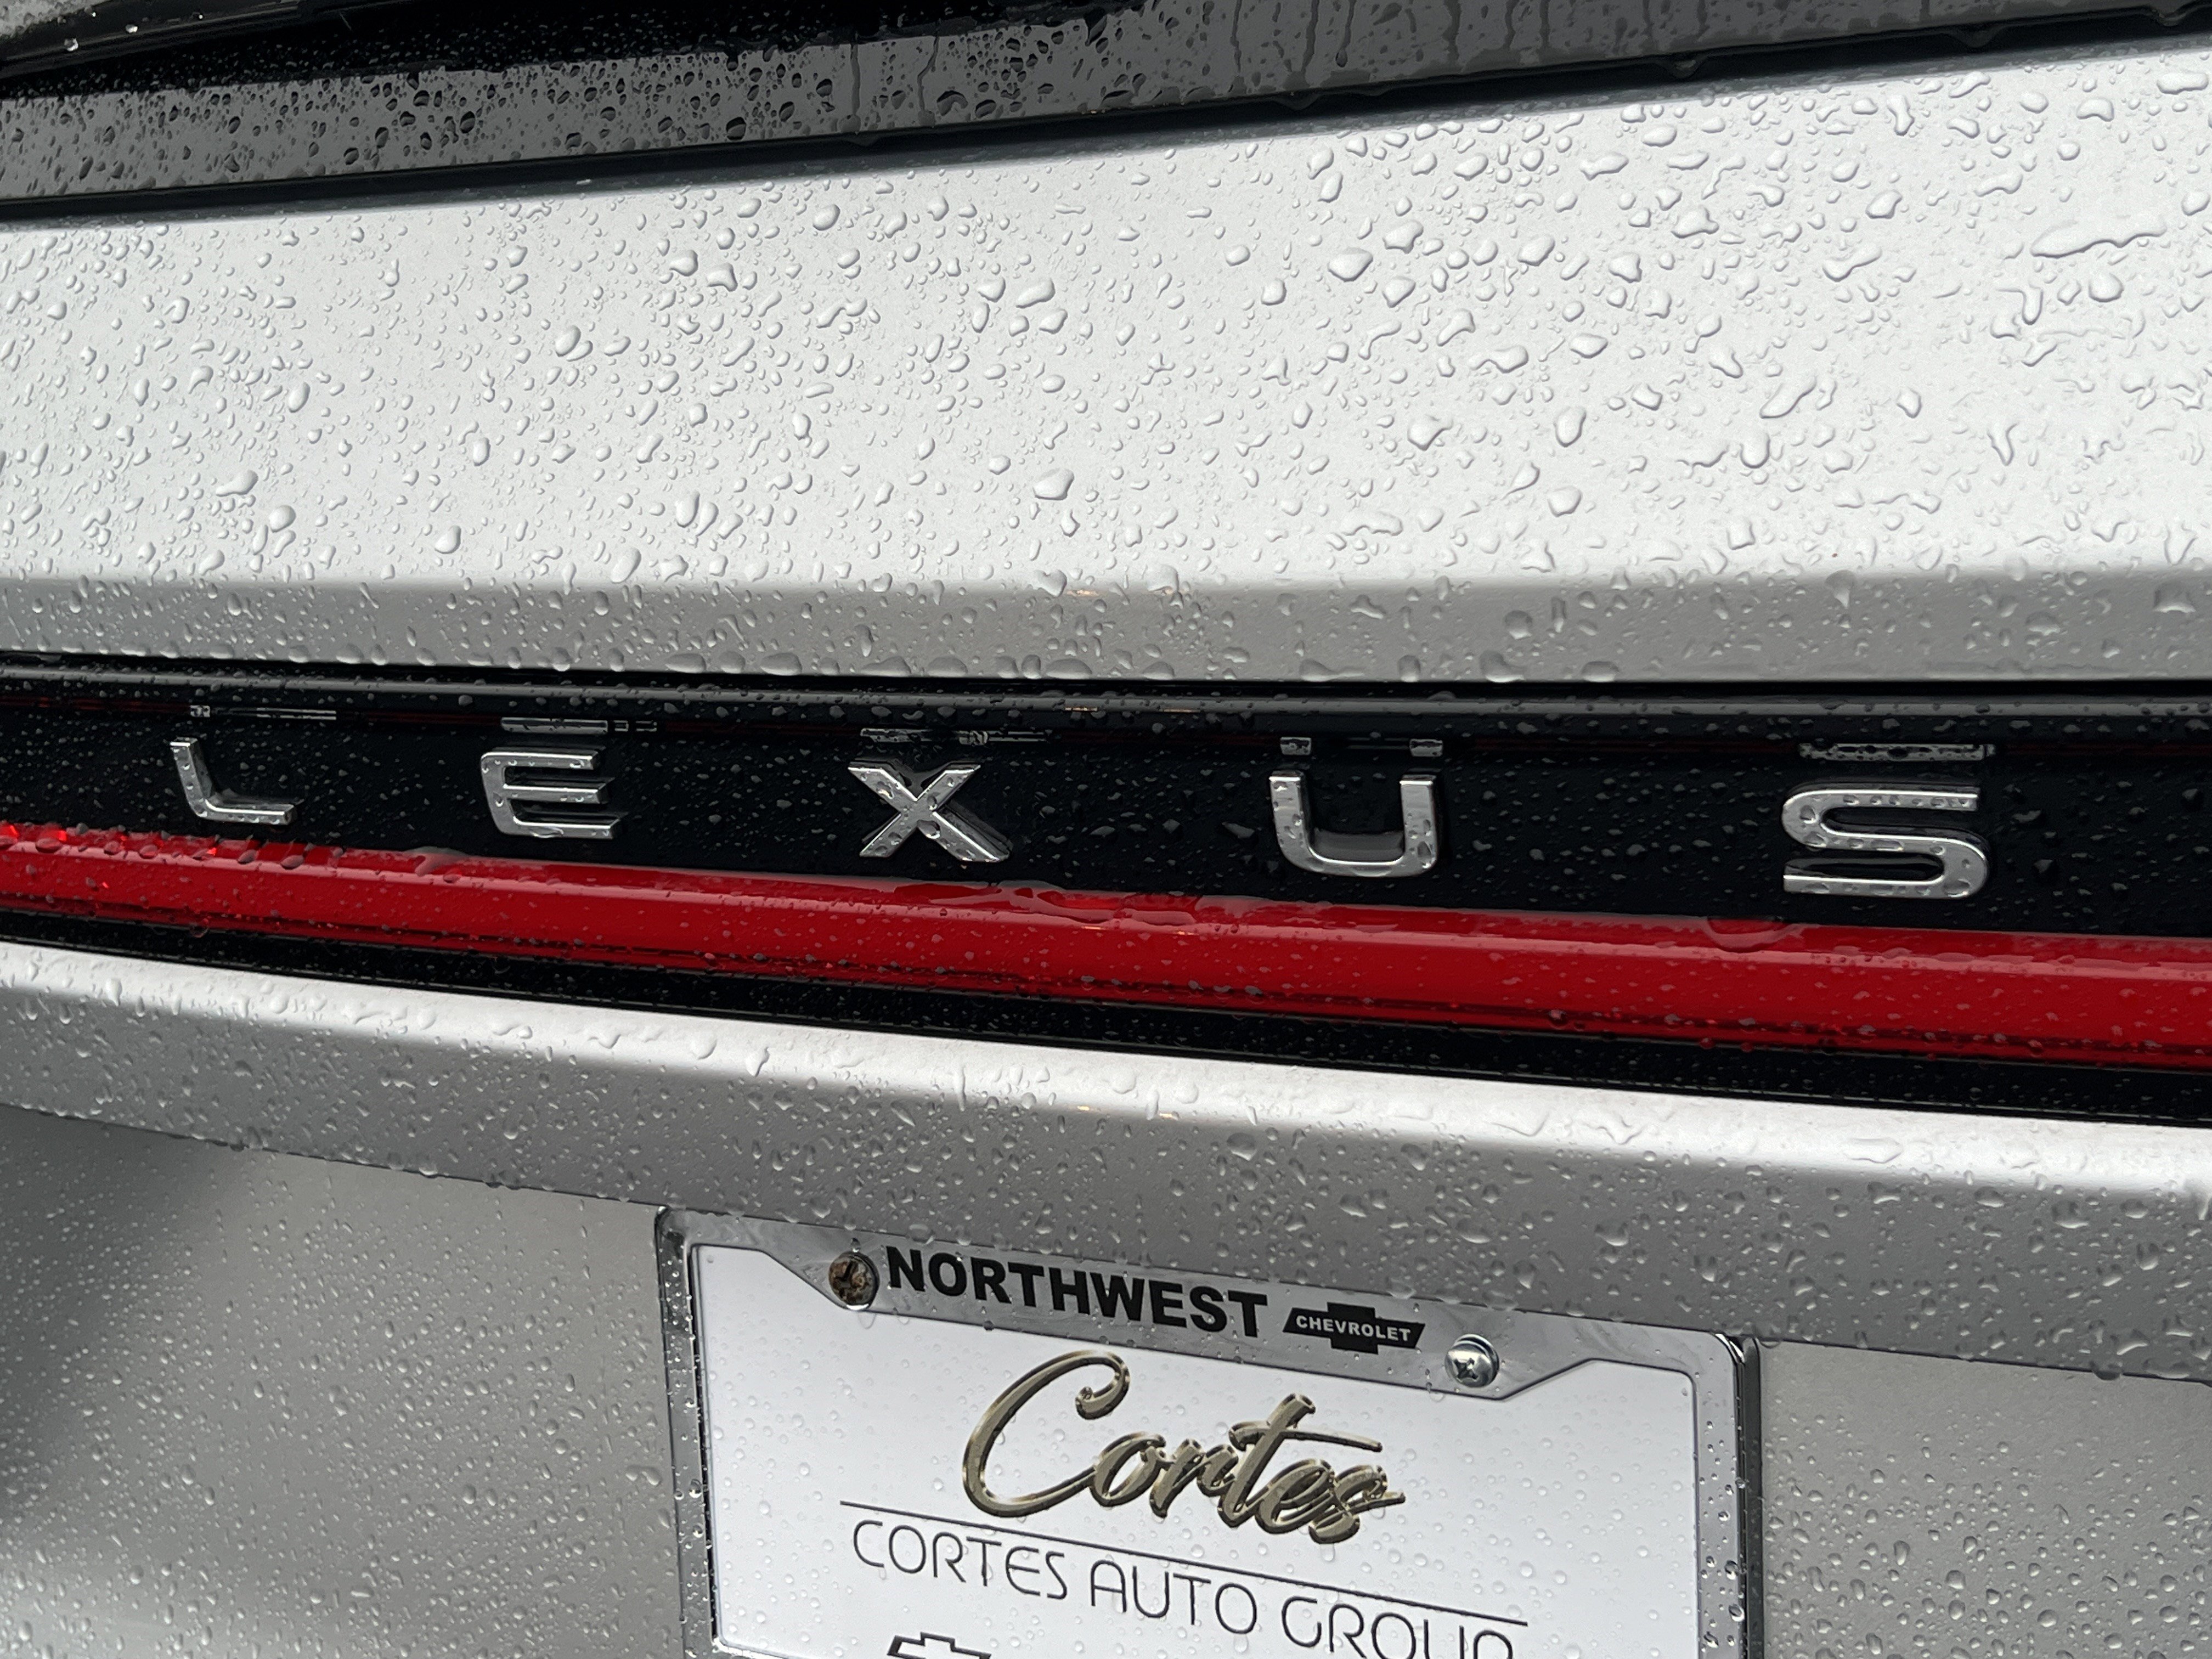 LEXUS
NORTHWEST CHEVROLET
Cortes
CORTES AUTO GROUP